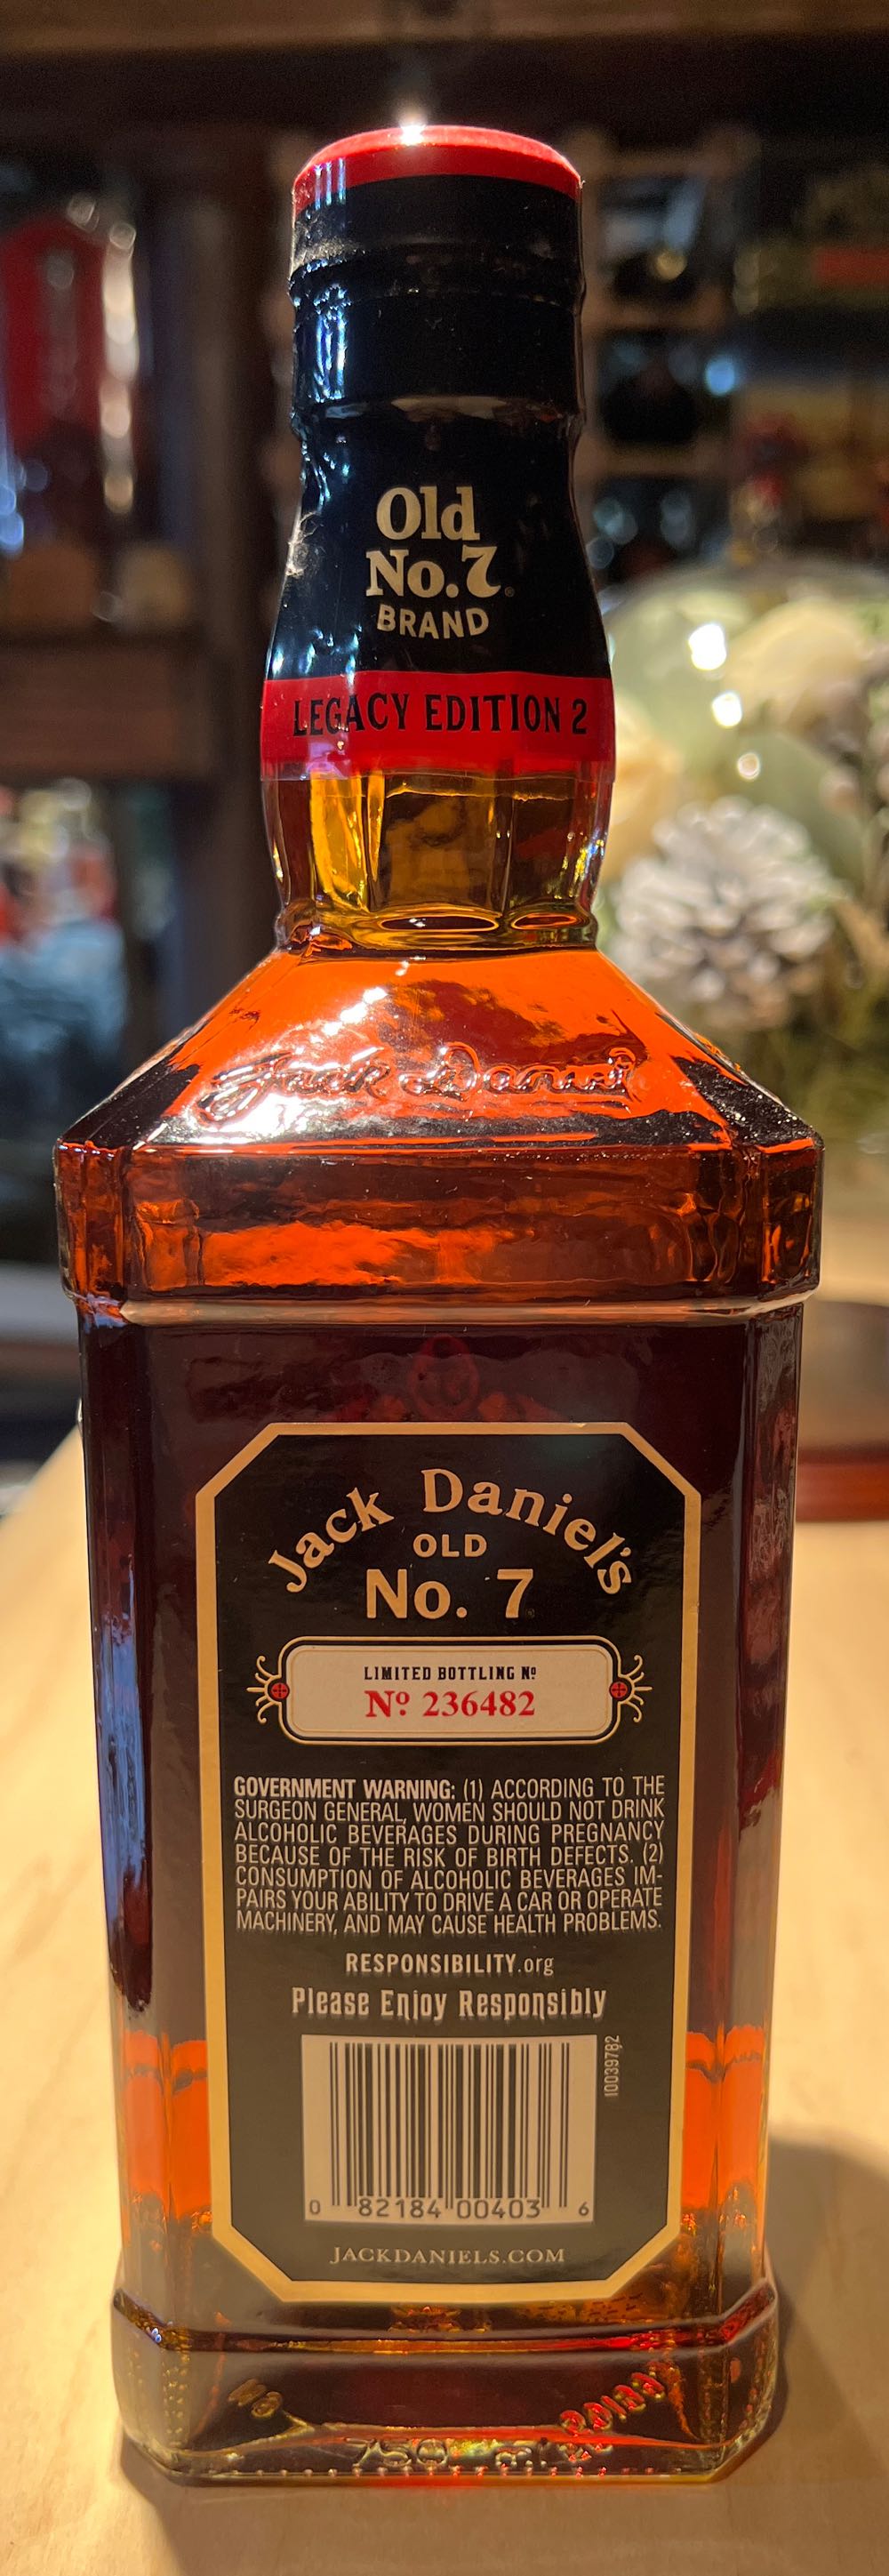 Old
No.7
BRAND
LEGACY EDITION 2
Jack Daniel
Jack Daniel's
OLD
No. 7
LIMITED BOTTLING Nº
Nº 236482
GOVERNMENT WARNING: (1) ACCORDING TO THE
SURGEON GENERAL, WOMEN SHOULD NOT DRINK
ALCOHOLIC BEVERAGES DURING PREGNANCY
BECAUSE OF THE RISK OF BIRTH DEFECTS. (2)
CONSUMPTION OF ALCOHOLIC BEVERAGES IM-
PAIRS YOUR ABILITY TO DRIVE A CAR OR OPERATE
MACHINERY, AND MAY CAUSE HEALTH PROBLEMS.
RESPONSIBILITY.org
Please Enjoy Responsibly
10039782
0 82184 00403 6
JACKDANIELS.COM
750